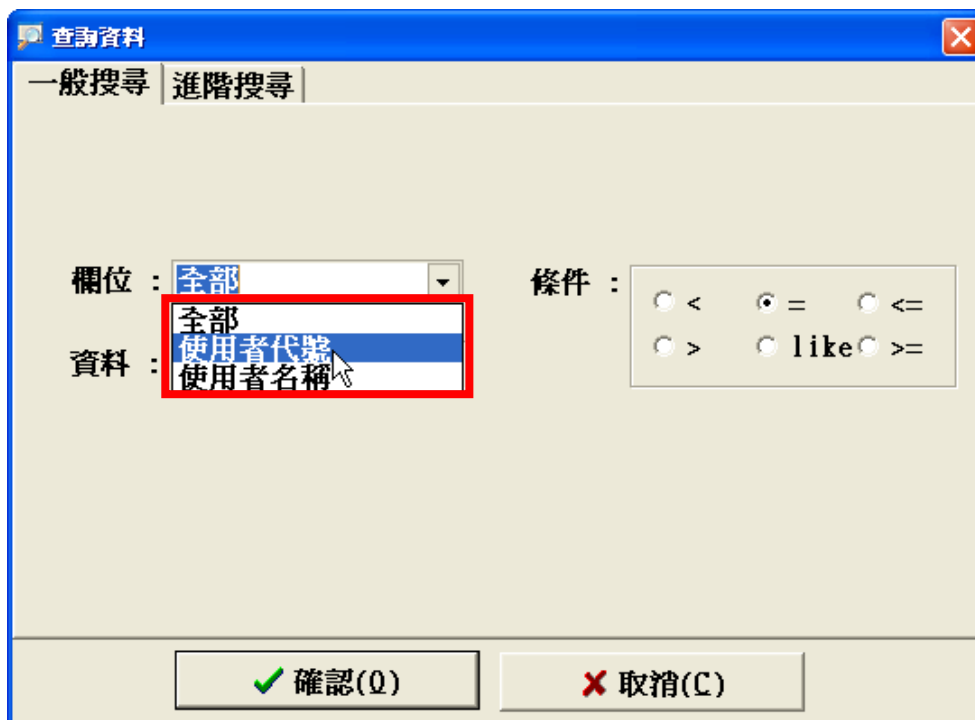 查詢資料
一般搜尋 進階搜尋
欄位 : 全部
條件 :
< = <=
> like >=
全部
使用者代號
使用者名稱
資料 :
確認(O) 取消(C)